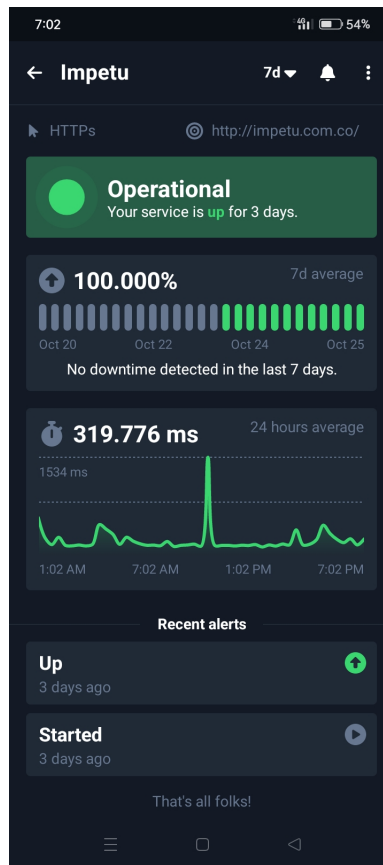 7:02
4G
54%
Impetu
7d
HTTPs
http://impetu.com.co/
Operational
Your service is up for 3 days.
100.000%
7d average
Oct 20 Oct 22 Oct 24 Oct 25
No downtime detected in the last 7 days.
319.776 ms
24 hours average
1534 ms
1:02 AM 7:02 AM 1:02 PM 7:02 PM
Recent alerts
Up
3 days ago
Started
3 days ago
That's all folks!